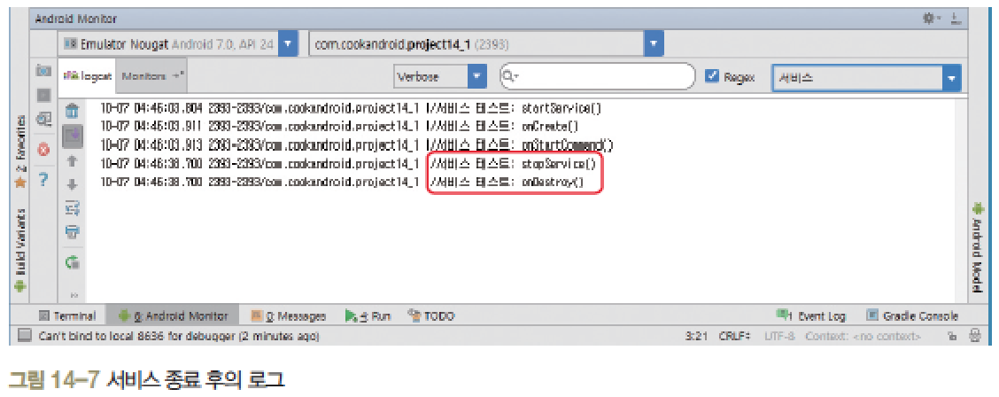 Android Monitor
Emulator Nougat Android 7.0, API 24
com.cookandroid.project14_1 (2393)
logcat
Monitors
Verbose
Regex
서비스
10-07 04:46:03.904 2393-2393/com.cookandroid.project14_1 I/서비스 테스트: startService()
10-07 04:46:03.911 2393-2393/com.cookandroid.project14_1 I/서비스 테스트: onCreate()
10-07 04:46:03.913 2393-2393/com.cookandroid.project14_1 I/서비스 테스트: onStartCommand()
10-07 04:46:38.700 2393-2393/com.cookandroid.project14_1 /서비스 테스트: stopService()
10-07 04:46:38.700 2393-2393/com.cookandroid.project14_1 /서비스 테스트: onDestroy()
2: Favorites
Build Variants
Android Model
Terminal
6: Android Monitor
0: Messages
4: Run
TODO
Event Log
Gradle Console
Can't bind to local 8636 for debugger (2 minutes ago)
3:21
CRLF
UTF-8
Context: <no context>
그림 14-7 서비스 종료 후의 로그